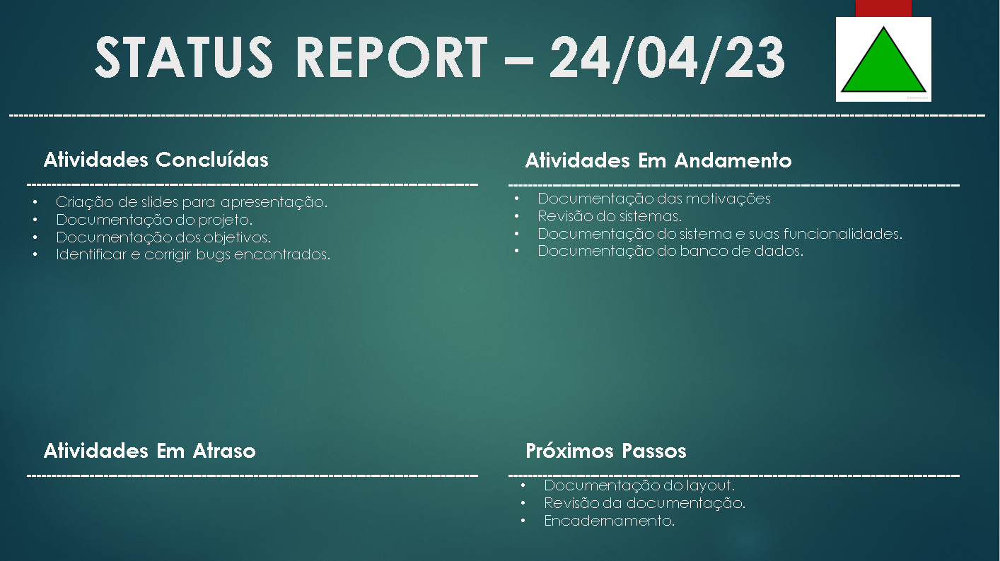 STATUS REPORT – 24/04/23
Atividades Concluídas
• Criação de slides para apresentação.
• Documentação do projeto.
• Documentação dos objetivos.
• Identificar e corrigir bugs encontrados.
Atividades Em Andamento
• Documentação das motivações
• Revisão do sistemas.
• Documentação do sistema e suas funcionalidades.
• Documentação do banco de dados.
Atividades Em Atraso
Próximos Passos
• Documentação do layout.
• Revisão da documentação.
• Encadernamento.